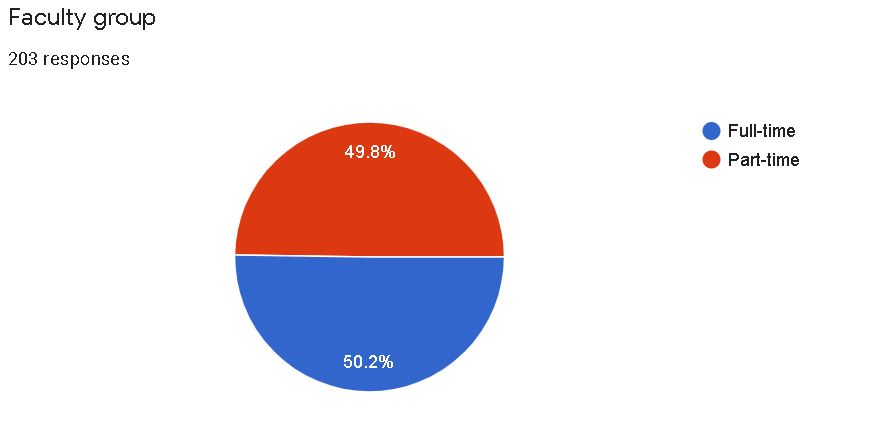 Faculty group
203 responses
49.8%
50.2%
Full-time
Part-time